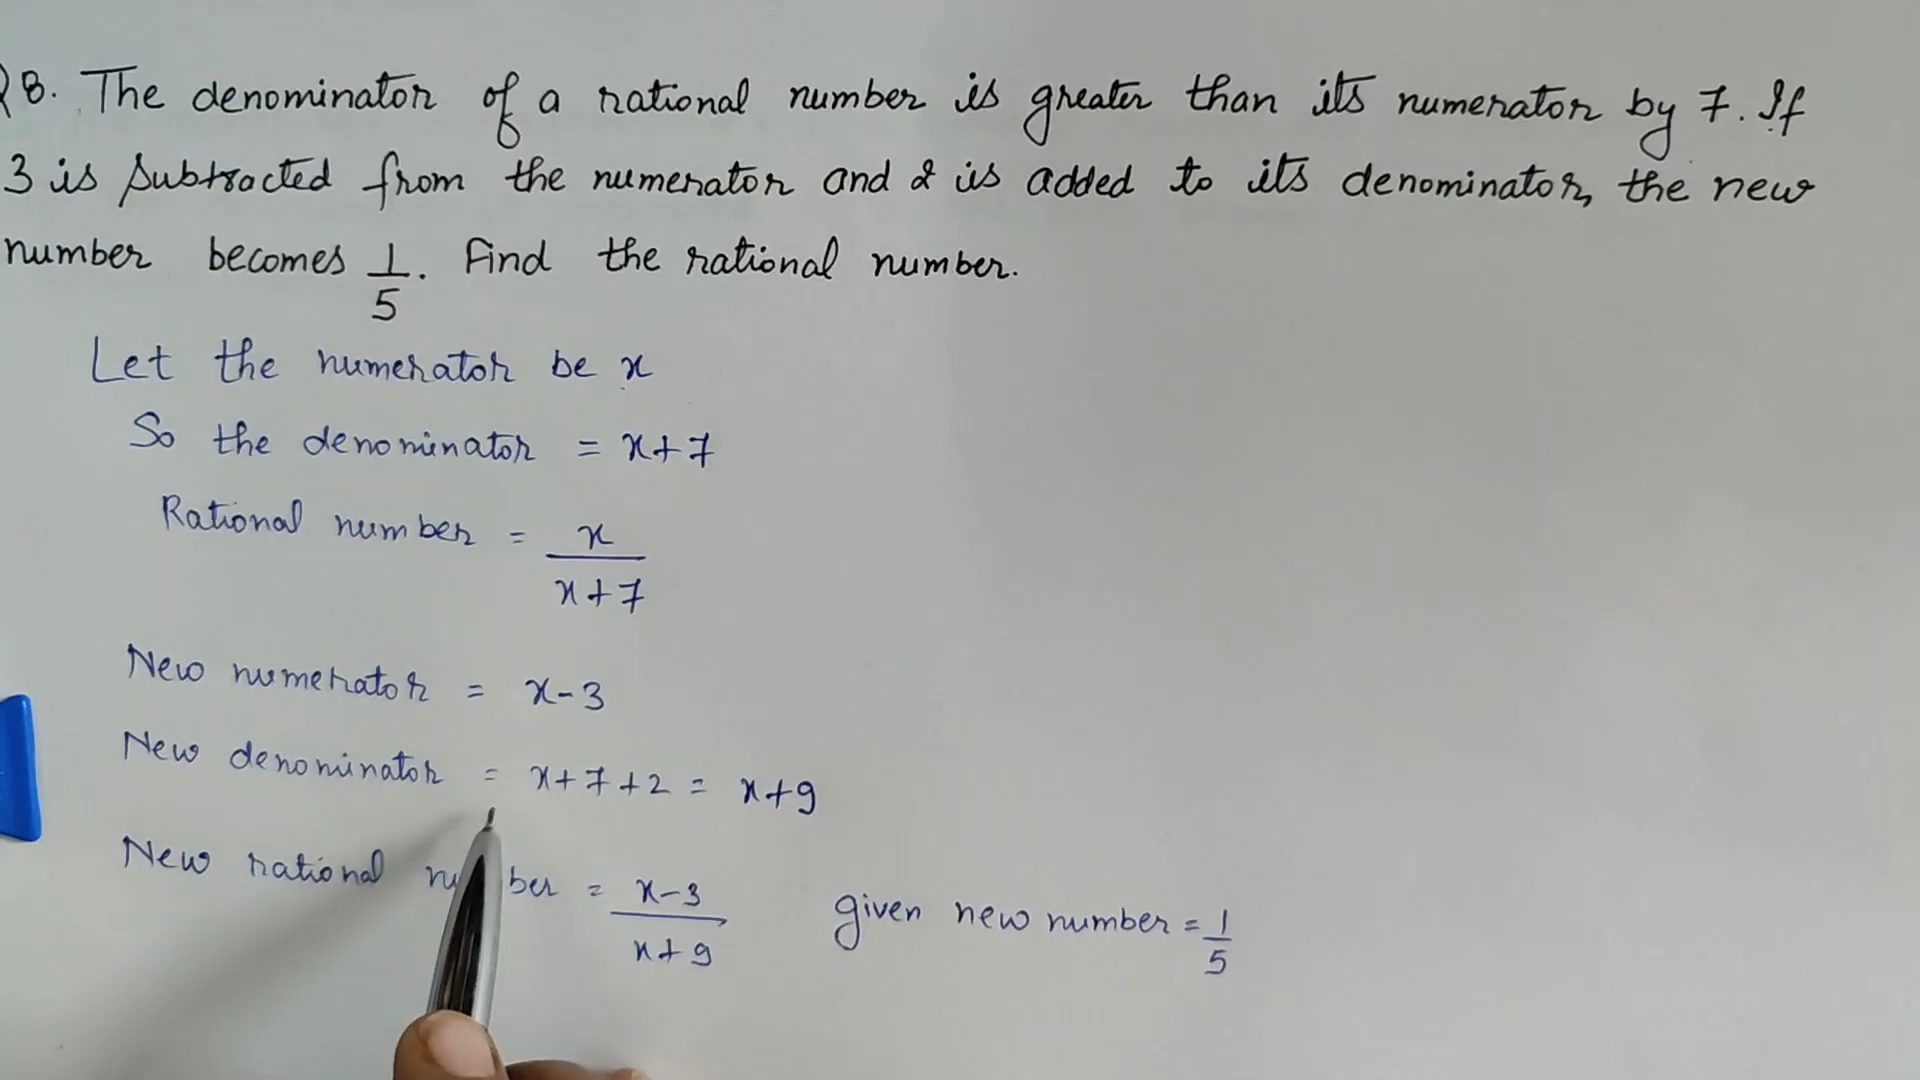 Q8. The denominator of a rational number is greater than its numerator by 7. If
3 is subtracted from the numerator and 2 is added to its denominator, the new
number becomes 1/5. Find the rational number.
Let the numerator be x
So the denominator = x+7
Rational number = x/(x+7)
New numerator = x-3
New denominator = x+7+2 = x+9
New rational number = (x-3)/(x+9) given new number = 1/5